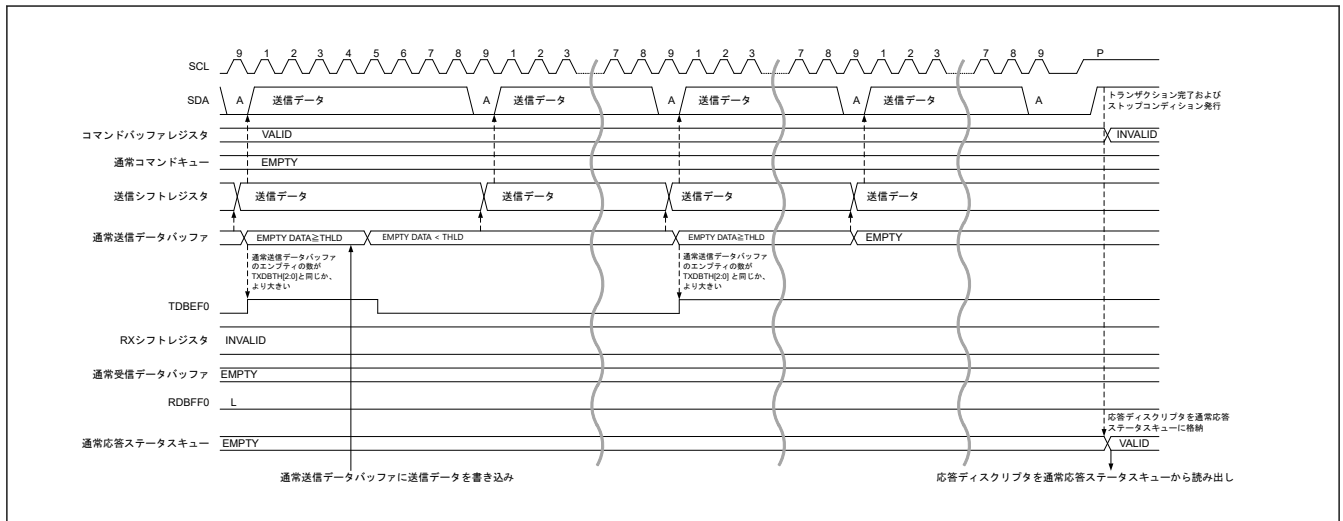 SCL 9 1 2 3 4 5 6 7 8 9 1 2 3 7 8 9 1 2 3 7 8 9 1 2 3 7 8 9 P
SDA A 送信データ A 送信データ A 送信データ A 送信データ A
トランザクション完了および
ストップコンディション発行
コマンドバッファレジスタ VALID INVALID
通常コマンドキュー EMPTY
送信シフトレジスタ 送信データ 送信データ 送信データ 送信データ
通常送信データバッファ EMPTY DATA≧THLD EMPTY DATA < THLD EMPTY DATA≧THLD EMPTY
通常送信データバッファ
のエンプティの数が
TXDBTH[2:0]と同じか、
より大きい
通常送信データバッファ
のエンプティの数が
TXDBTH[2:0] と同じか、
より大きい
TDBEF0
RXシフトレジスタ INVALID
通常受信データバッファ EMPTY
RDBFF0 L
応答ディスクリプタを通常応答
ステータスキューに格納
通常応答ステータスキュー EMPTY VALID
通常送信データバッファに送信データを書き込み
応答ディスクリプタを通常応答ステータスキューから読み出し